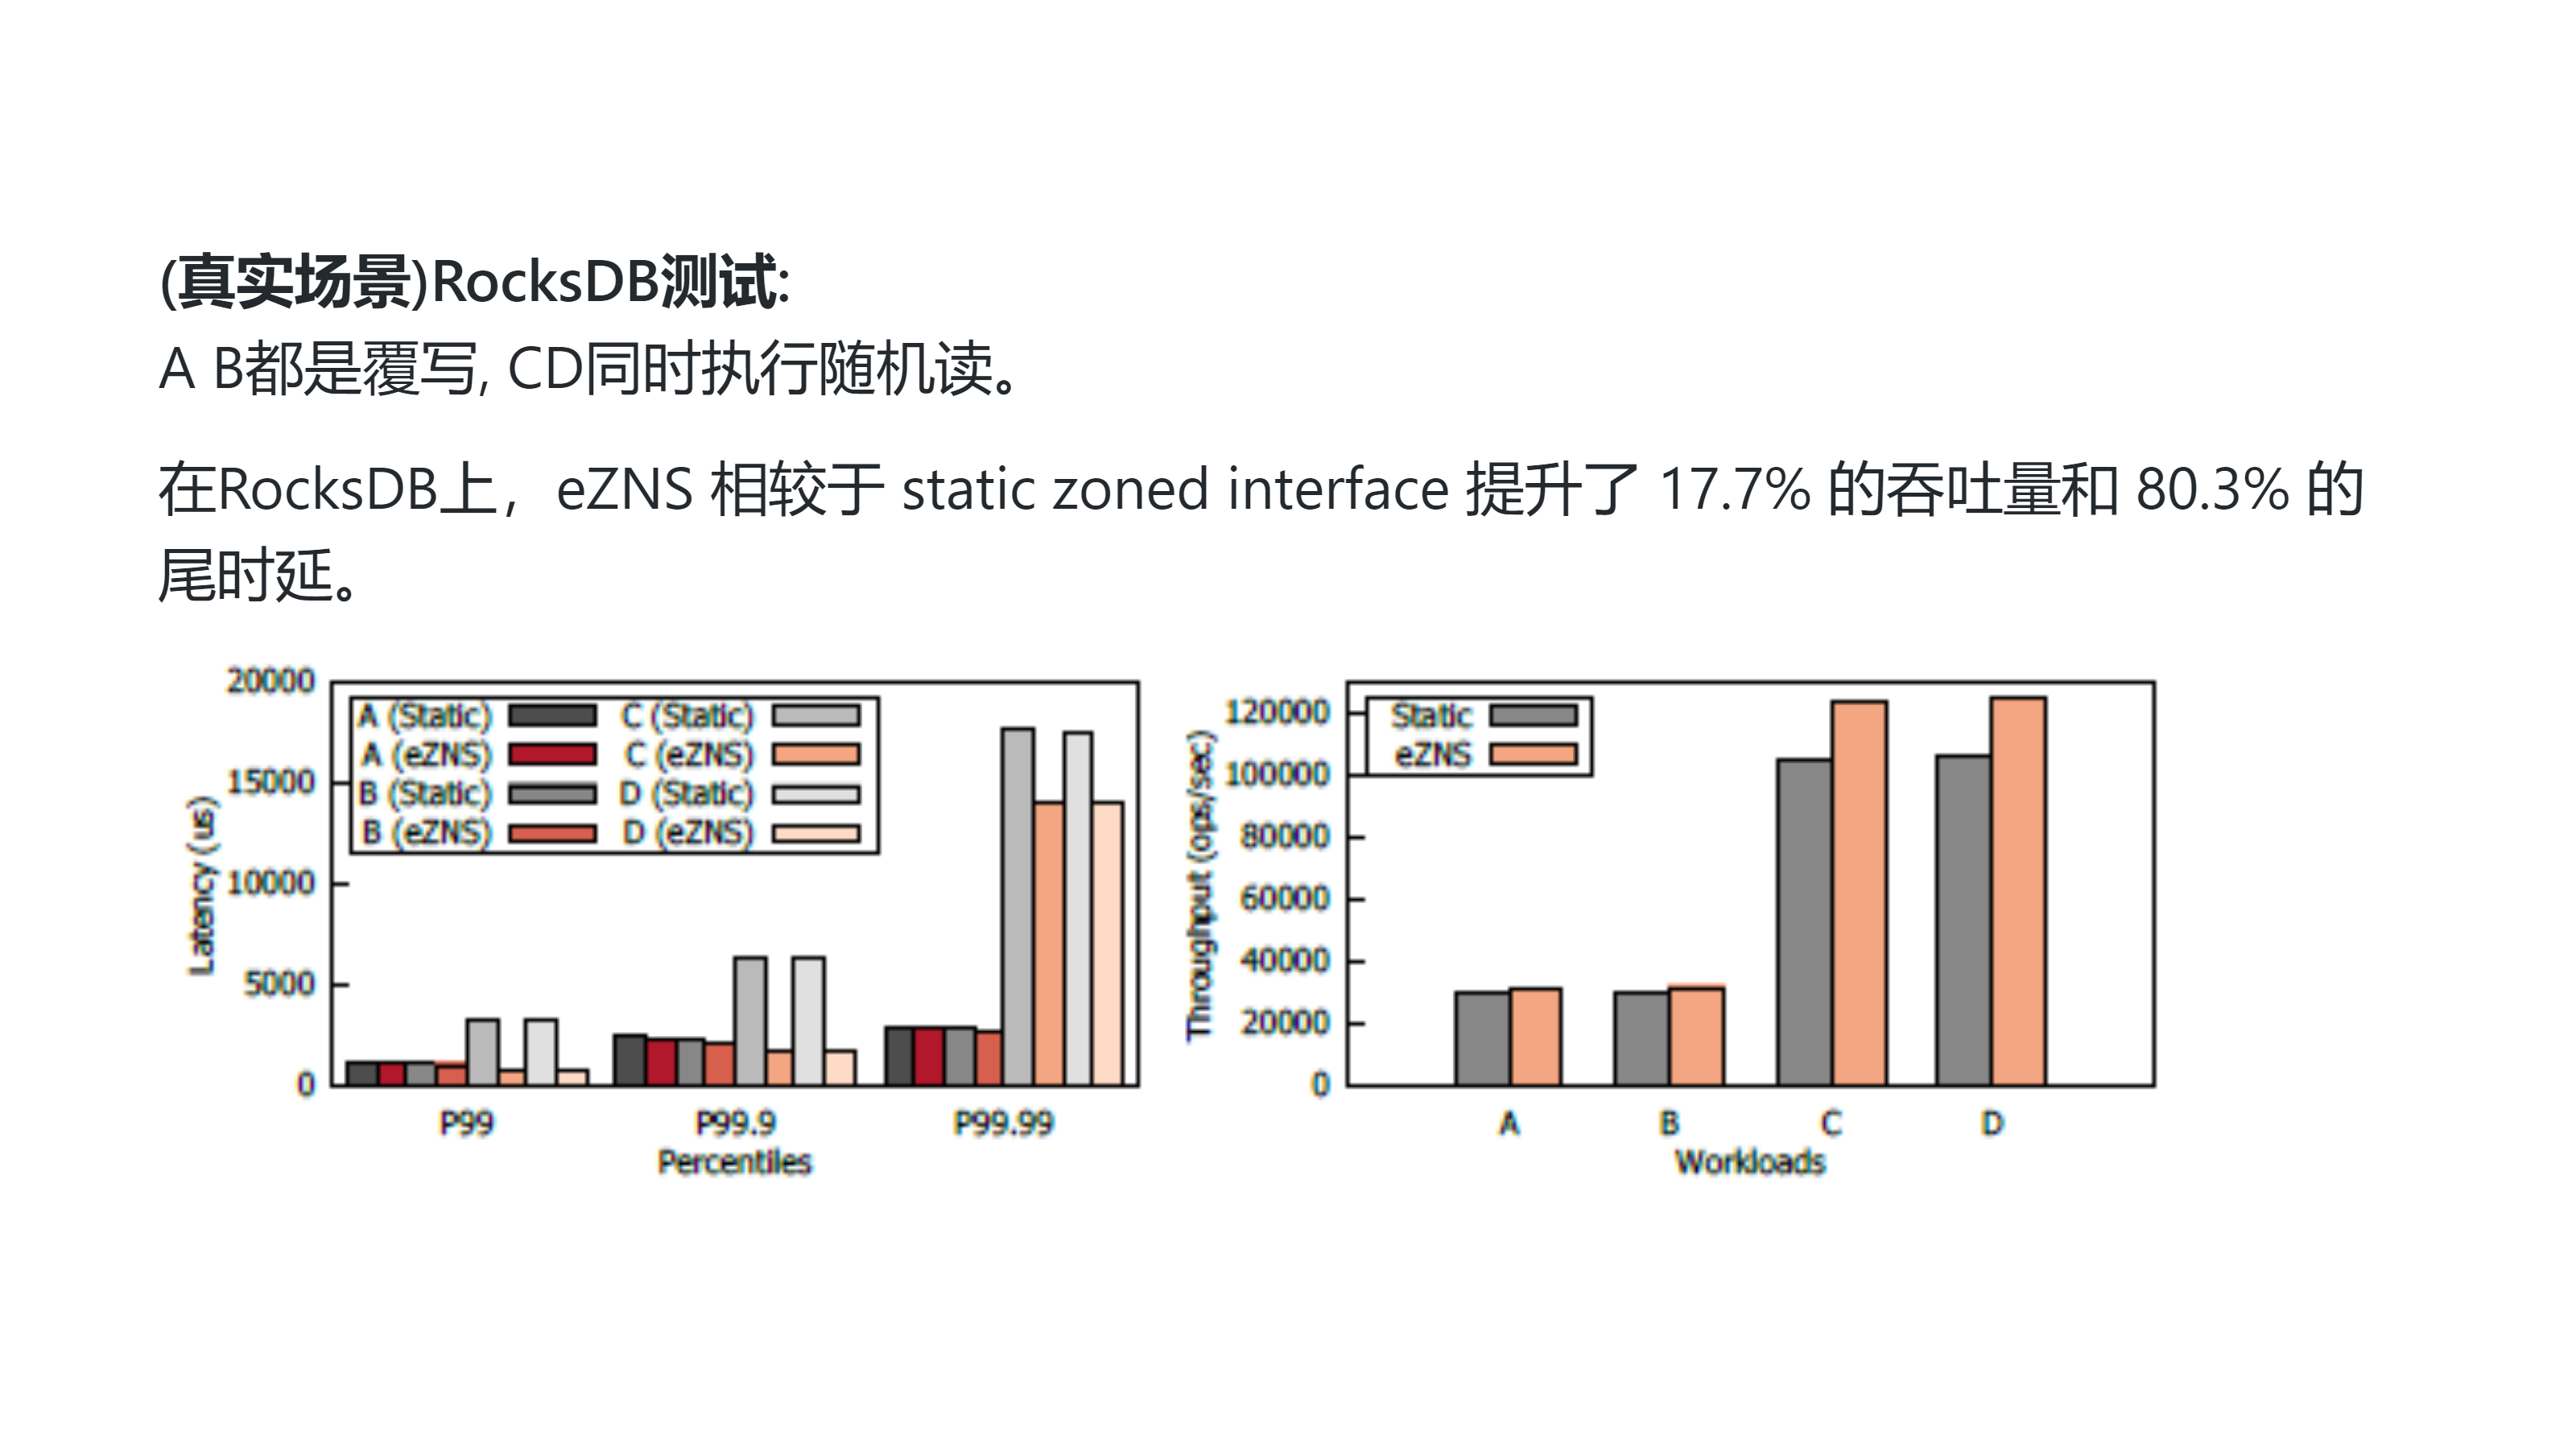 (真实场景)RocksDB测试:
A B都是覆写, CD同时执行随机读。
在RocksDB上，eZNS 相较于 static zoned interface 提升了 17.7% 的吞吐量和 80.3% 的
尾时延。
20000
15000
10000
5000
0
Latency (us)
A (Static) C (Static)
A (eZNS) C (eZNS)
B (Static) D (Static)
B (eZNS) D (eZNS)
P99 P99.9 P99.99
Percentiles
120000
100000
80000
60000
40000
20000
0
Throughput (ops/sec)
Static
eZNS
A B C D
Workloads